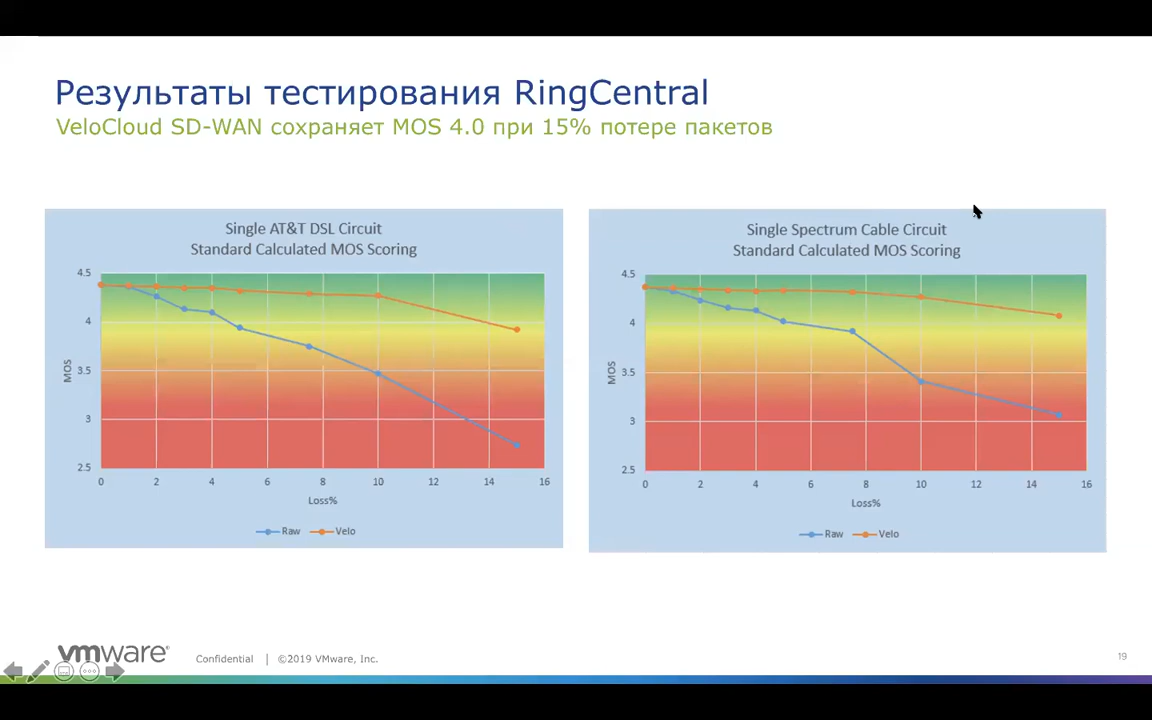 Результаты тестирования RingCentral
VeloCloud SD-WAN сохраняет MOS 4.0 при 15% потере пакетов
Single AT&T DSL Circuit
Standard Calculated MOS Scoring
4.5
4
3.5
3
2.5
MOS
0 2 4 6 8 10 12 14 16
Loss%
Raw Velo
Single Spectrum Cable Circuit
Standard Calculated MOS Scoring
4.5
4
3.5
3
2.5
MOS
0 2 4 6 8 10 12 14 16
Loss%
Raw Velo
vmware®
Confidential | ©2019 VMware, Inc.
19